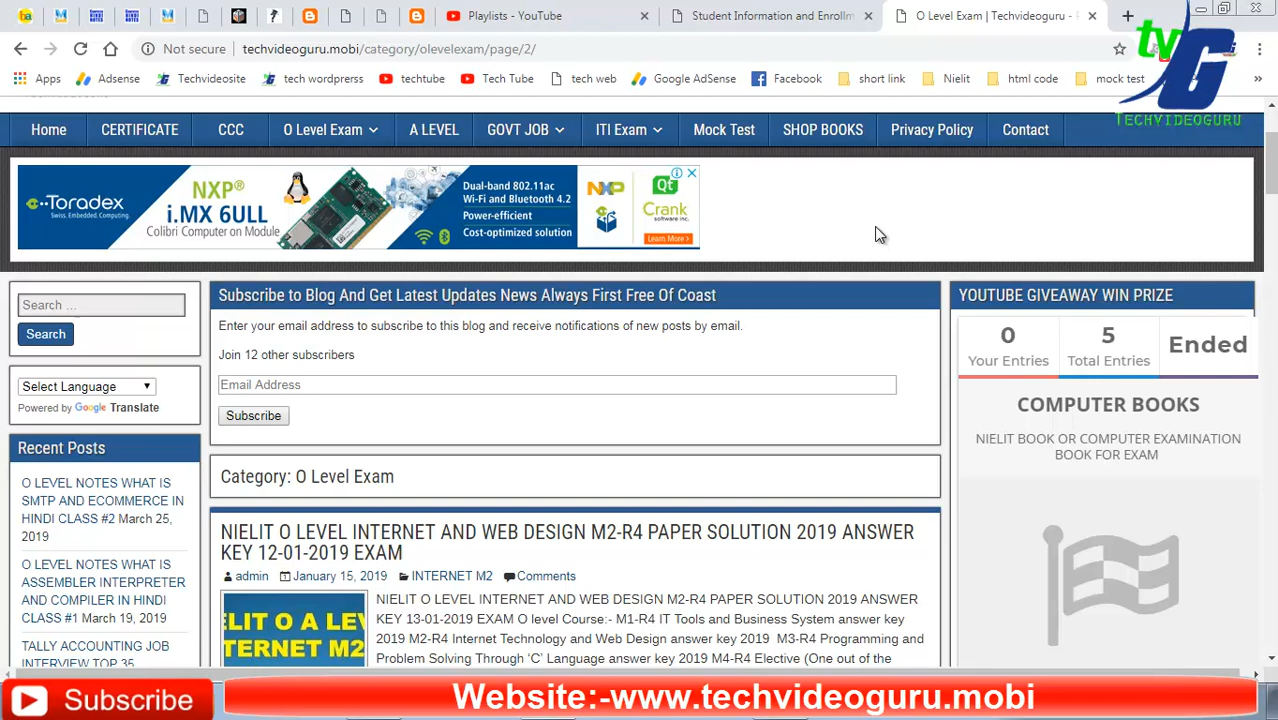 Playlists - YouTube
Student Information and Enrollm
O Level Exam | Techvideoguru -
Not secure
techvideoguru.mobi/category/olevelexam/page/2/
Apps
Adsense
Techvideosite
tech wordprerss
techtube
Tech Tube
tech web
Google AdSense
Facebook
short link
Nielit
html code
mock test
»
TECHVIDEOGURU
Home
CERTIFICATE
CCC
O Level Exam
A LEVEL
GOVT JOB
ITI Exam
Mock Test
SHOP BOOKS
Privacy Policy
Contact
Toradex
Swiss. Embedded. Computing.
NXP®
i.MX 6ULL
Colibri Computer on Module
Dual-band 802.11ac
Wi-Fi and Bluetooth 4.2
Power-efficient
Cost-optimized solution
NXP
Qt
Crank
software inc.
Learn More >
Search …
Search
Select Language
Powered by Google Translate
Recent Posts
O LEVEL NOTES WHAT IS
SMTP AND ECOMMERCE IN
HINDI CLASS #2 March 25,
2019
O LEVEL NOTES WHAT IS
ASSEMBLER INTERPRETER
AND COMPILER IN HINDI
CLASS #1 March 19, 2019
TALLY ACCOUNTING JOB
INTERVIEW TOP 35
Subscribe to Blog And Get Latest Updates News Always First Free Of Coast
Enter your email address to subscribe to this blog and receive notifications of new posts by email.
Join 12 other subscribers
Email Address
Subscribe
Category: O Level Exam
NIELIT O LEVEL INTERNET AND WEB DESIGN M2-R4 PAPER SOLUTION 2019 ANSWER
KEY 12-01-2019 EXAM
admin
January 15, 2019
INTERNET M2
Comments
IELIT O A LEV
NTERNET M2
NIELIT O LEVEL INTERNET AND WEB DESIGN M2-R4 PAPER SOLUTION 2019 ANSWER
KEY 13-01-2019 EXAM O level Course:- M1-R4 IT Tools and Business System answer key
2019 M2-R4 Internet Technology and Web Design answer key 2019  M3-R4 Programming and
Problem Solving Through ‘C’ Language answer key 2019 M4-R4 Elective (One out of the
YOUTUBE GIVEAWAY WIN PRIZE
0
Your Entries
5
Total Entries
Ended
COMPUTER BOOKS
NIELIT BOOK OR COMPUTER EXAMINATION
BOOK FOR EXAM
Subscribe
Website:-www.techvideoguru.mobi